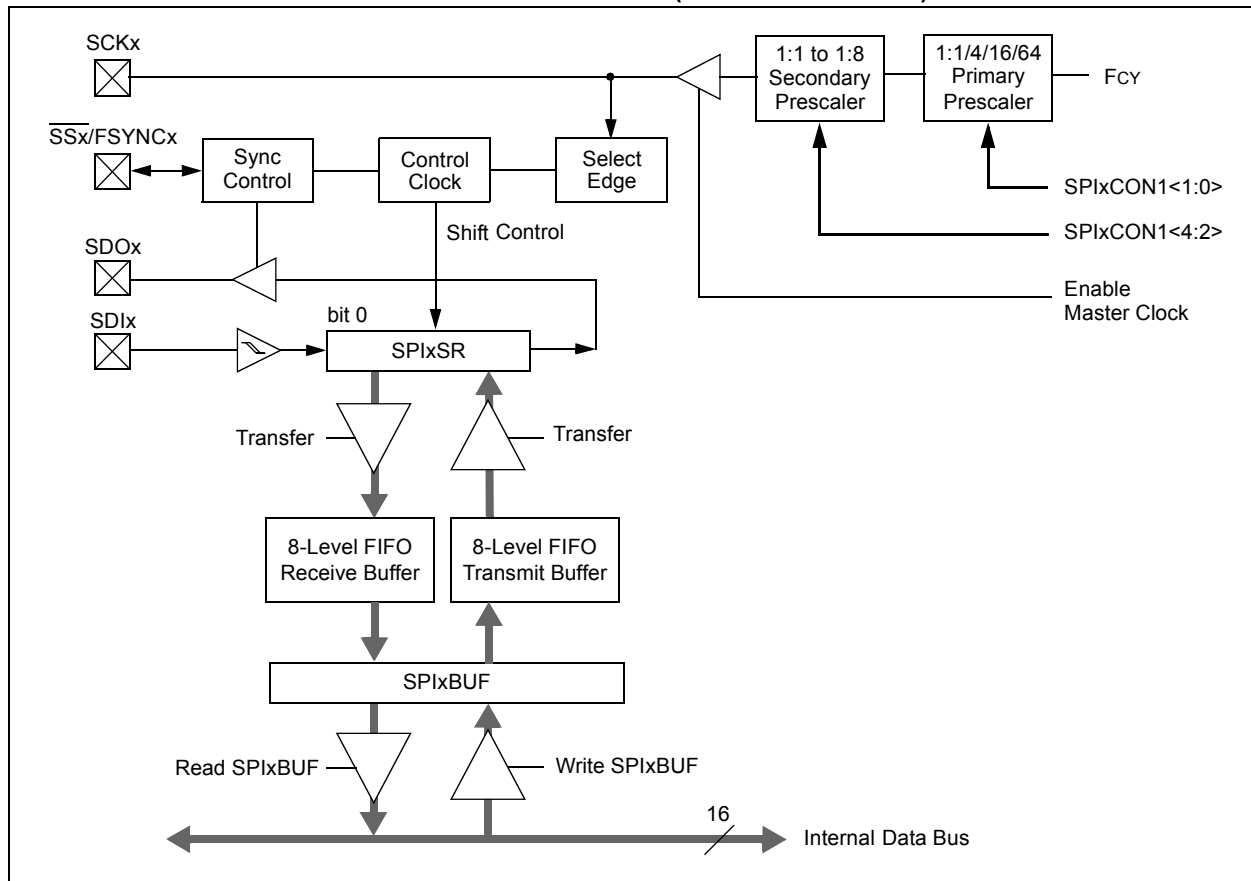 SCKx
1:1 to 1:8
Secondary
Prescaler
1:1/4/16/64
Primary
Prescaler
FCY
SSx/FSYNCx
Sync
Control
Control
Clock
Select
Edge
SPIxCON1<1:0>
Shift Control
SPIxCON1<4:2>
SDOx
Enable
Master Clock
bit 0
SDIx
SPIxSR
Transfer
Transfer
8-Level FIFO
Receive Buffer
8-Level FIFO
Transmit Buffer
SPIxBUF
Read SPIxBUF
Write SPIxBUF
16
Internal Data Bus